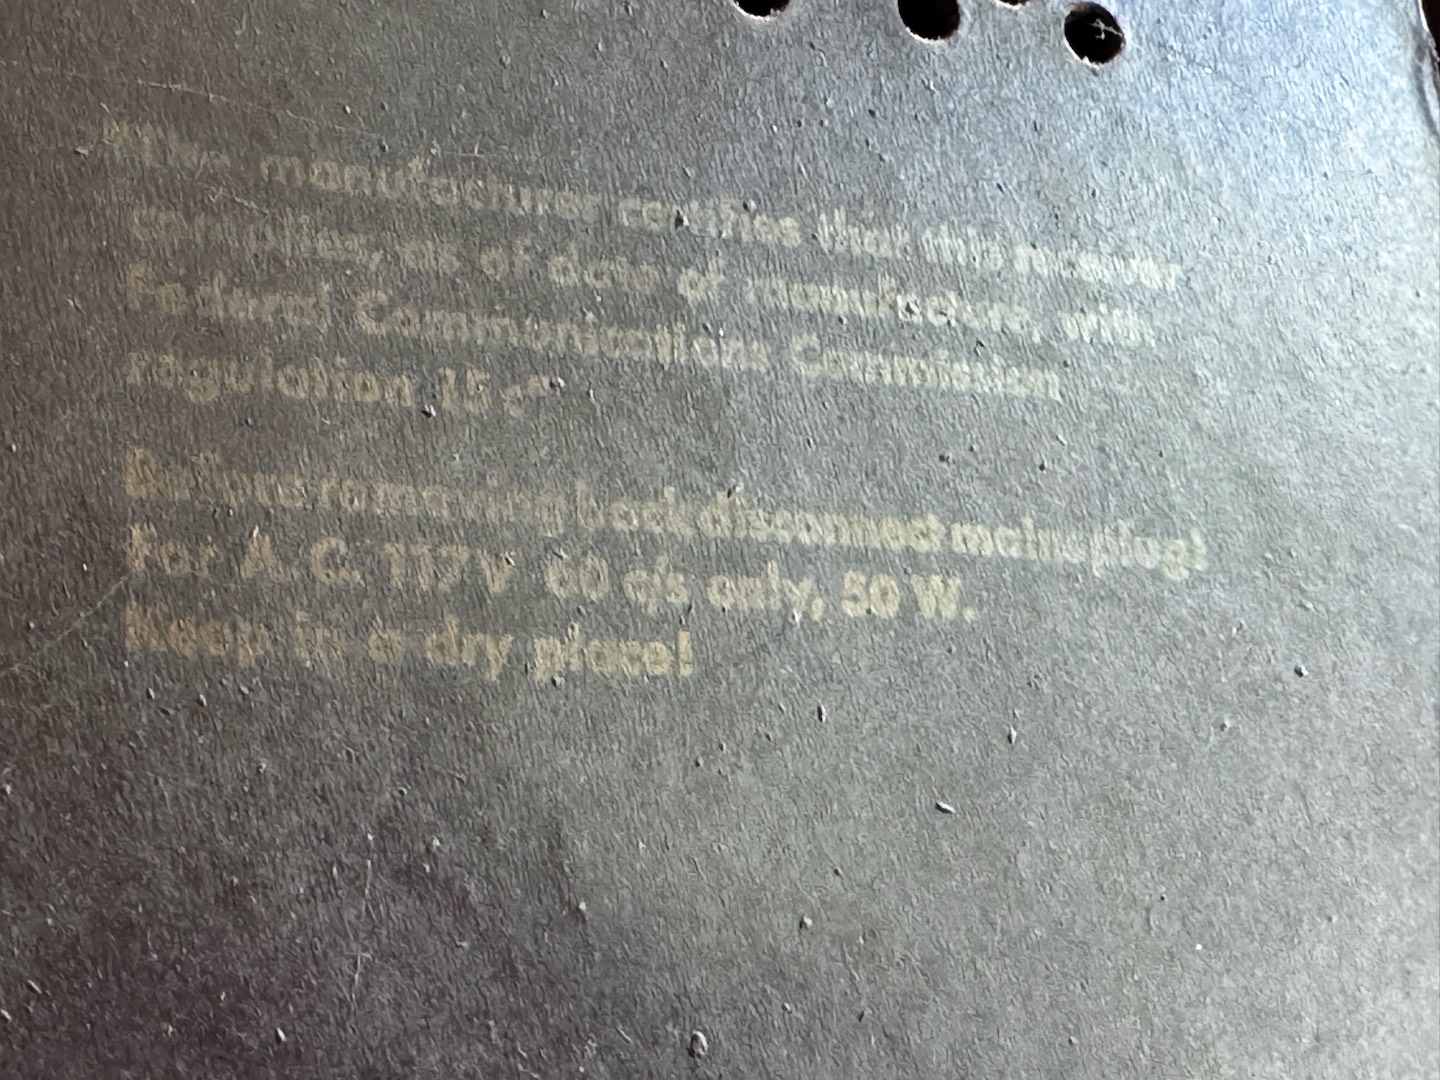 "The manufacturer certifies that this receiver
complies, as of date of manufacture, with
Federal Communications Commission
regulation 15
Before removing back disconnect mains plug!
For A. C. 117V 60 c/s only, 50 W.
Keep in a dry place!